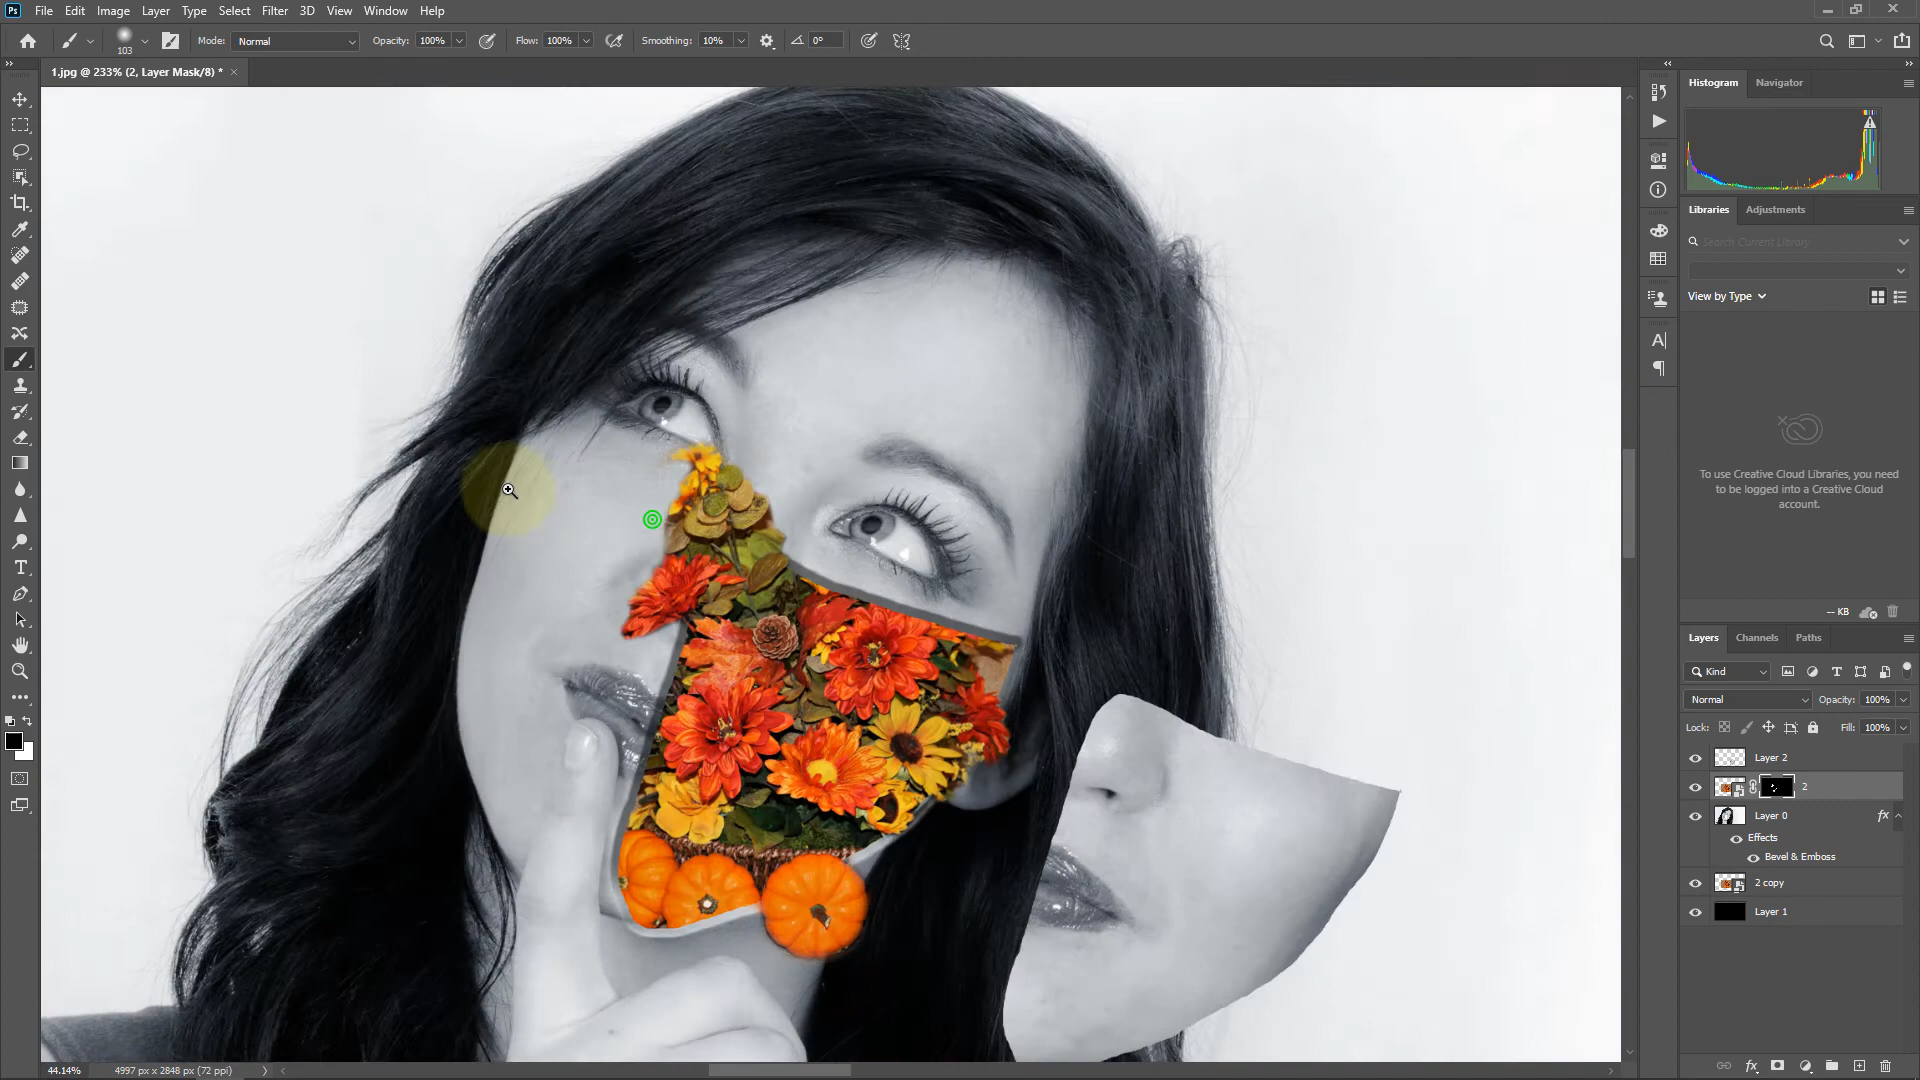 Ps File Edit Image Layer Type Select Filter 3D View Window Help
103 Mode: Normal Opacity: 100% Flow: 100% Smoothing: 10% 0°
1.jpg @ 233% (2, Layer Mask/8) * ×
Histogram Navigator
Libraries Adjustments
Search Current Library
View by Type
To use Creative Cloud Libraries, you need
to be logged into a Creative Cloud
account.
-- KB
Layers Channels Paths
Kind
Normal Opacity: 100%
Lock: Fill: 100%
Layer 2
2
Layer 0 fx
Effects
Bevel & Emboss
2 copy
Layer 1
44.14% 4997 px x 2848 px (72 ppi)